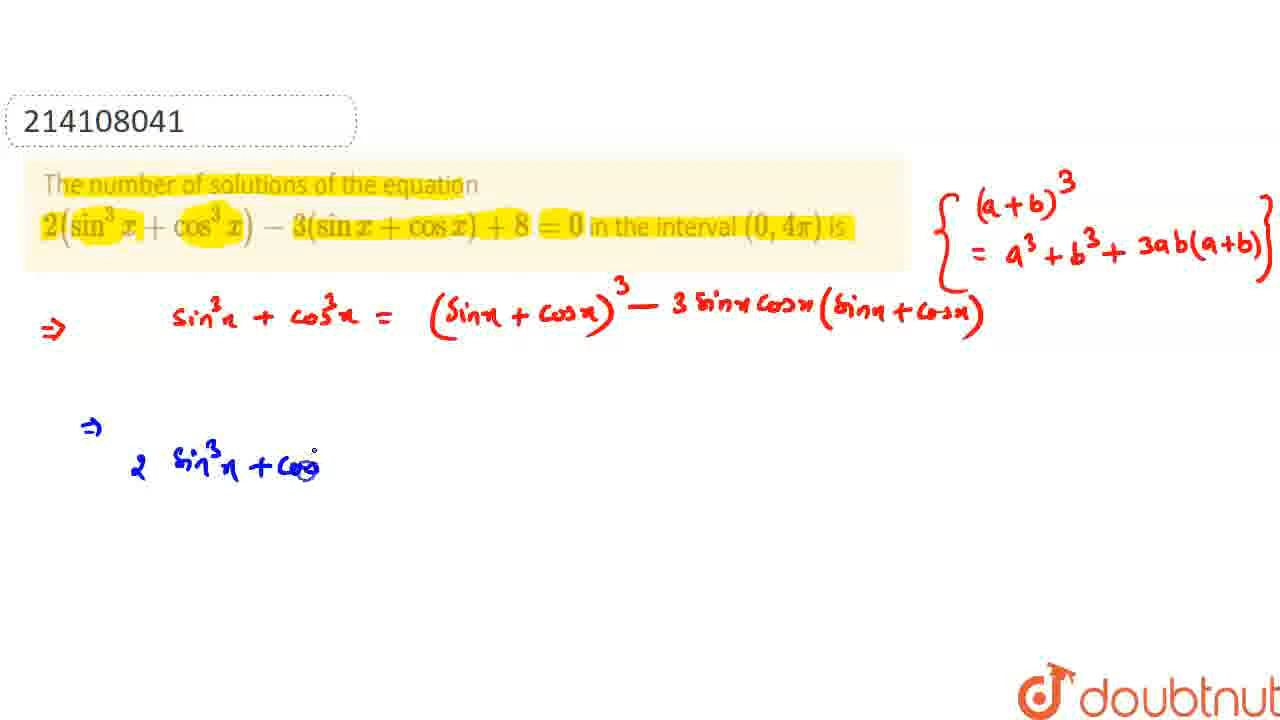 214108041
The number of solutions of the equation
2(sin³ x + cos³ x) − 3(sin x + cos x) + 8 = 0 in the interval (0, 4π) is
{ (a+b)³
= a³ + b³ + 3ab(a+b) }
⇒ sin³x + cos³x = (sinx + cosx)³ − 3 sinx cosx (sinx + cosx)
⇒
2 sin³x + cos
doubtnut